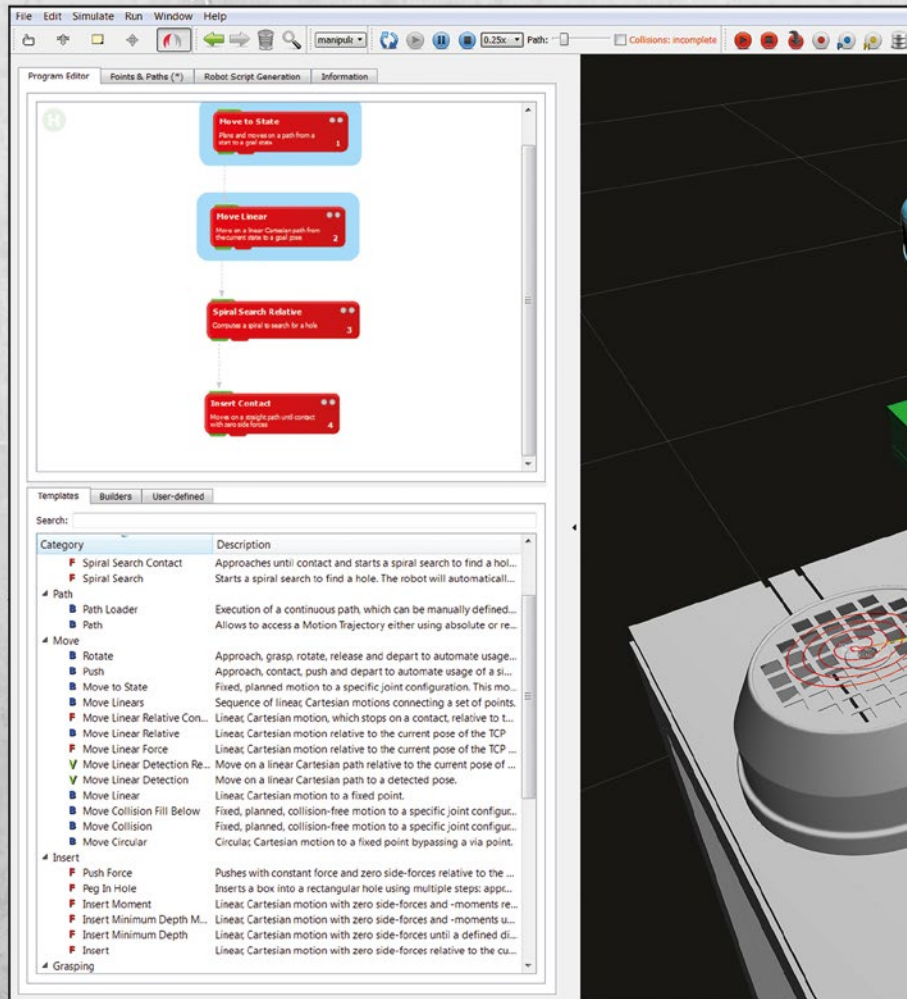 File Edit Simulate Run Window Help
manipula 0.25x Path: Collisions: incomplete
Program Editor Points & Paths (*) Robot Script Generation Information
Move to State
Plans and moves on a path from a
start to a goal state
1
Move Linear
Move on a linear Cartesian path from
the current state to a goal pose
2
Spiral Search Relative
Computes a spiral to search for a hole
3
Insert Contact
Moves on a straight path until contact
with zero side forces
4
Templates Builders User-defined
Search:
Category Description
F Spiral Search Contact Approaches until contact and starts a spiral search to find a hol...
F Spiral Search Starts a spiral search to find a hole. The robot will automaticall...
Path
B Path Loader Execution of a continuous path, which can be manually defined...
B Path Allows to access a Motion Trajectory either using absolute or re...
Move
B Rotate Approach, grasp, rotate, release and depart to automate usage...
B Push Approach, contact, push and depart to automate usage of a si...
B Move to State Fixed, planned motion to a specific joint configuration. This mo...
B Move Linears Sequence of linear, Cartesian motions connecting a set of points.
F Move Linear Relative Con... Linear, Cartesian motion, which stops on a contact, relative to t...
B Move Linear Relative Linear, Cartesian motion relative to the current pose of the TCP
F Move Linear Force Linear, Cartesian motion relative to the current pose of the TCP ...
V Move Linear Detection Re... Move on a linear Cartesian path relative to the current pose of ...
V Move Linear Detection Move on a linear Cartesian path to a detected pose.
B Move Linear Linear, Cartesian motion to a fixed point.
B Move Collision Fill Below Fixed, planned, collision-free motion to a specific joint configur...
B Move Collision Fixed, planned, collision-free motion to a specific joint configur...
B Move Circular Circular, Cartesian motion to a fixed point bypassing a via point.
Insert
F Push Force Pushes with constant force and zero side-forces relative to the ...
F Peg In Hole Inserts a box into a rectangular hole using multiple steps: appr...
F Insert Moment Linear, Cartesian motion with zero side-forces and -moments re...
F Insert Minimum Depth M... Linear, Cartesian motion with zero side-forces and -moments u...
F Insert Minimum Depth Linear, Cartesian motion with zero side-forces until a defined di...
F Insert Linear, Cartesian motion with zero side-forces relative to the cu...
Grasping